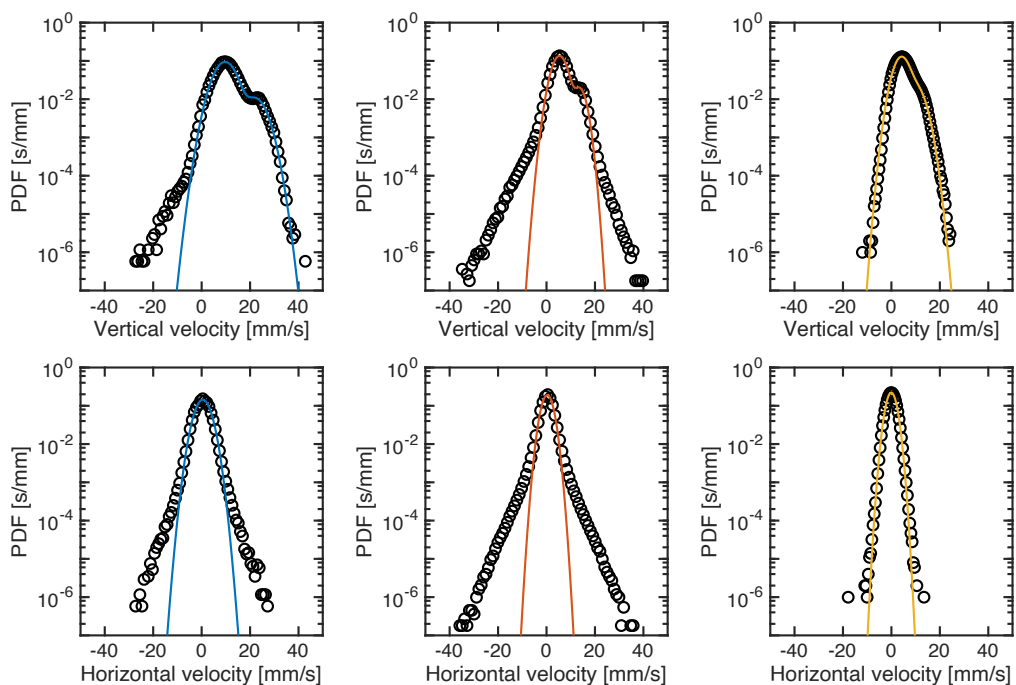 10^0 10^0 10^0
PDF [s/mm] PDF [s/mm] PDF [s/mm]
10^-2 10^-2 10^-2
10^-4 10^-4 10^-4
10^-6 10^-6 10^-6
-40 -20 0 20 40 -40 -20 0 20 40 -40 -20 0 20 40
Vertical velocity [mm/s] Vertical velocity [mm/s] Vertical velocity [mm/s]
10^0 10^0 10^0
PDF [s/mm] PDF [s/mm] PDF [s/mm]
10^-2 10^-2 10^-2
10^-4 10^-4 10^-4
10^-6 10^-6 10^-6
-40 -20 0 20 40 -40 -20 0 20 40 -40 -20 0 20 40
Horizontal velocity [mm/s] Horizontal velocity [mm/s] Horizontal velocity [mm/s]